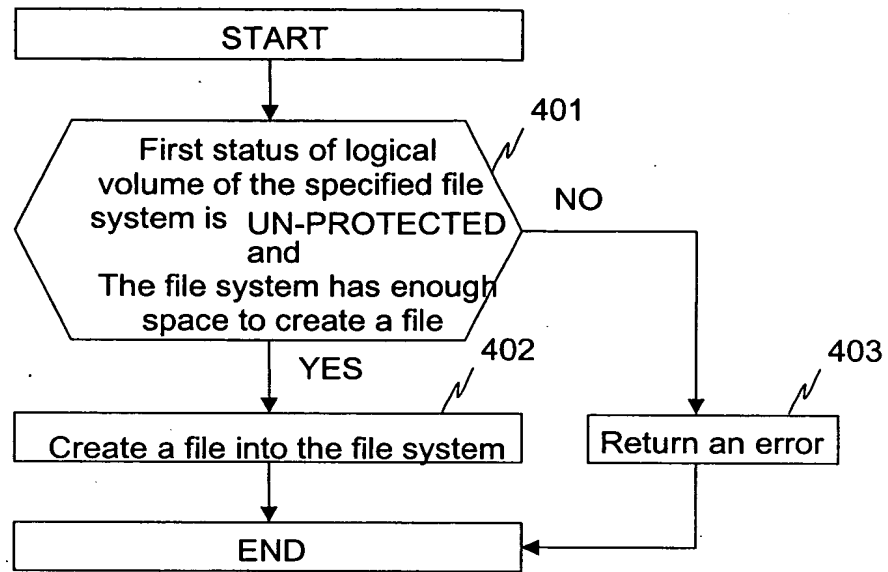 START
401
First status of logical
volume of the specified file
system is UN-PROTECTED
and
The file system has enough
space to create a file
NO
YES
402
403
Create a file into the file system
Return an error
END